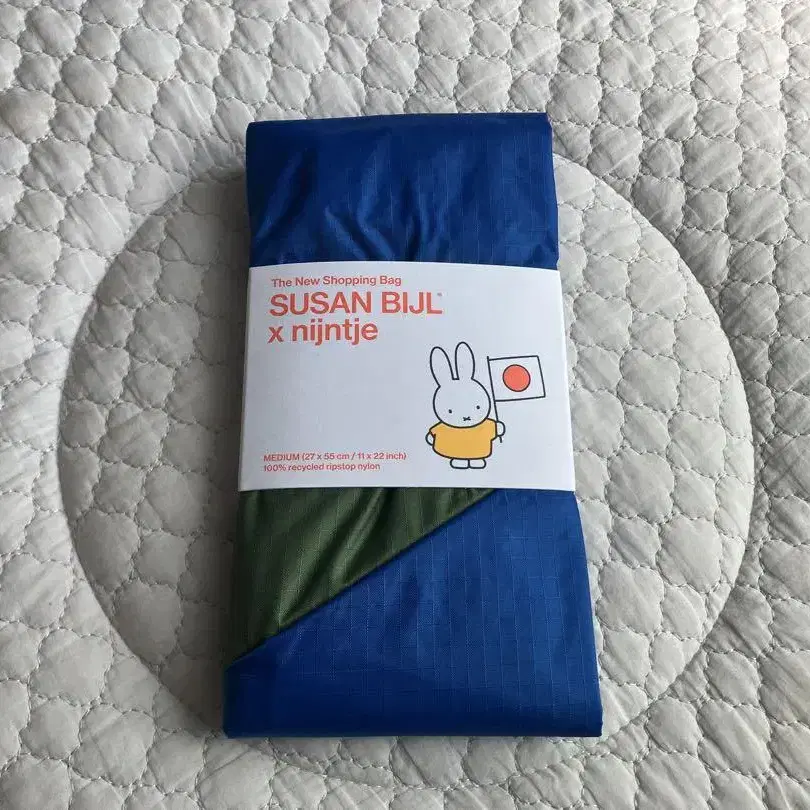 The New Shopping Bag
SUSAN BIJL®
x nijntje
MEDIUM (27 x 55 cm / 11 x 22 inch)
100% recycled ripstop nylon